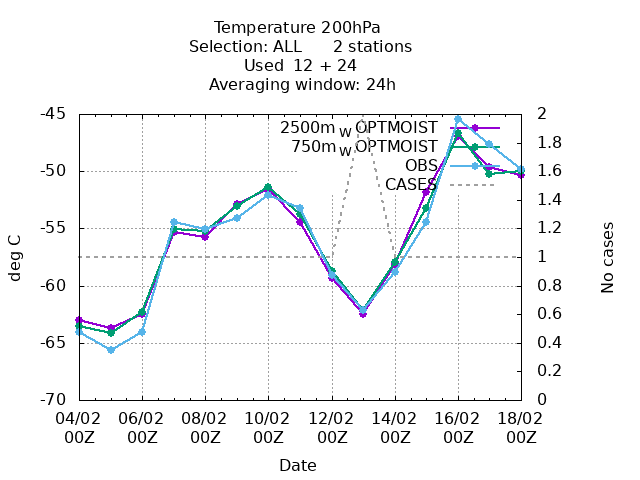 Temperature 200hPa
Selection: ALL 2 stations
Used 12 + 24
Averaging window: 24h
2500m W OPTMOIST
750m W OPTMOIST
OBS
CASES
deg C
-45
-50
-55
-60
-65
-70
No cases
2
1.8
1.6
1.4
1.2
1
0.8
0.6
0.4
0.2
0
04/02 06/02 08/02 10/02 12/02 14/02 16/02 18/02
00Z 00Z 00Z 00Z 00Z 00Z 00Z 00Z
Date